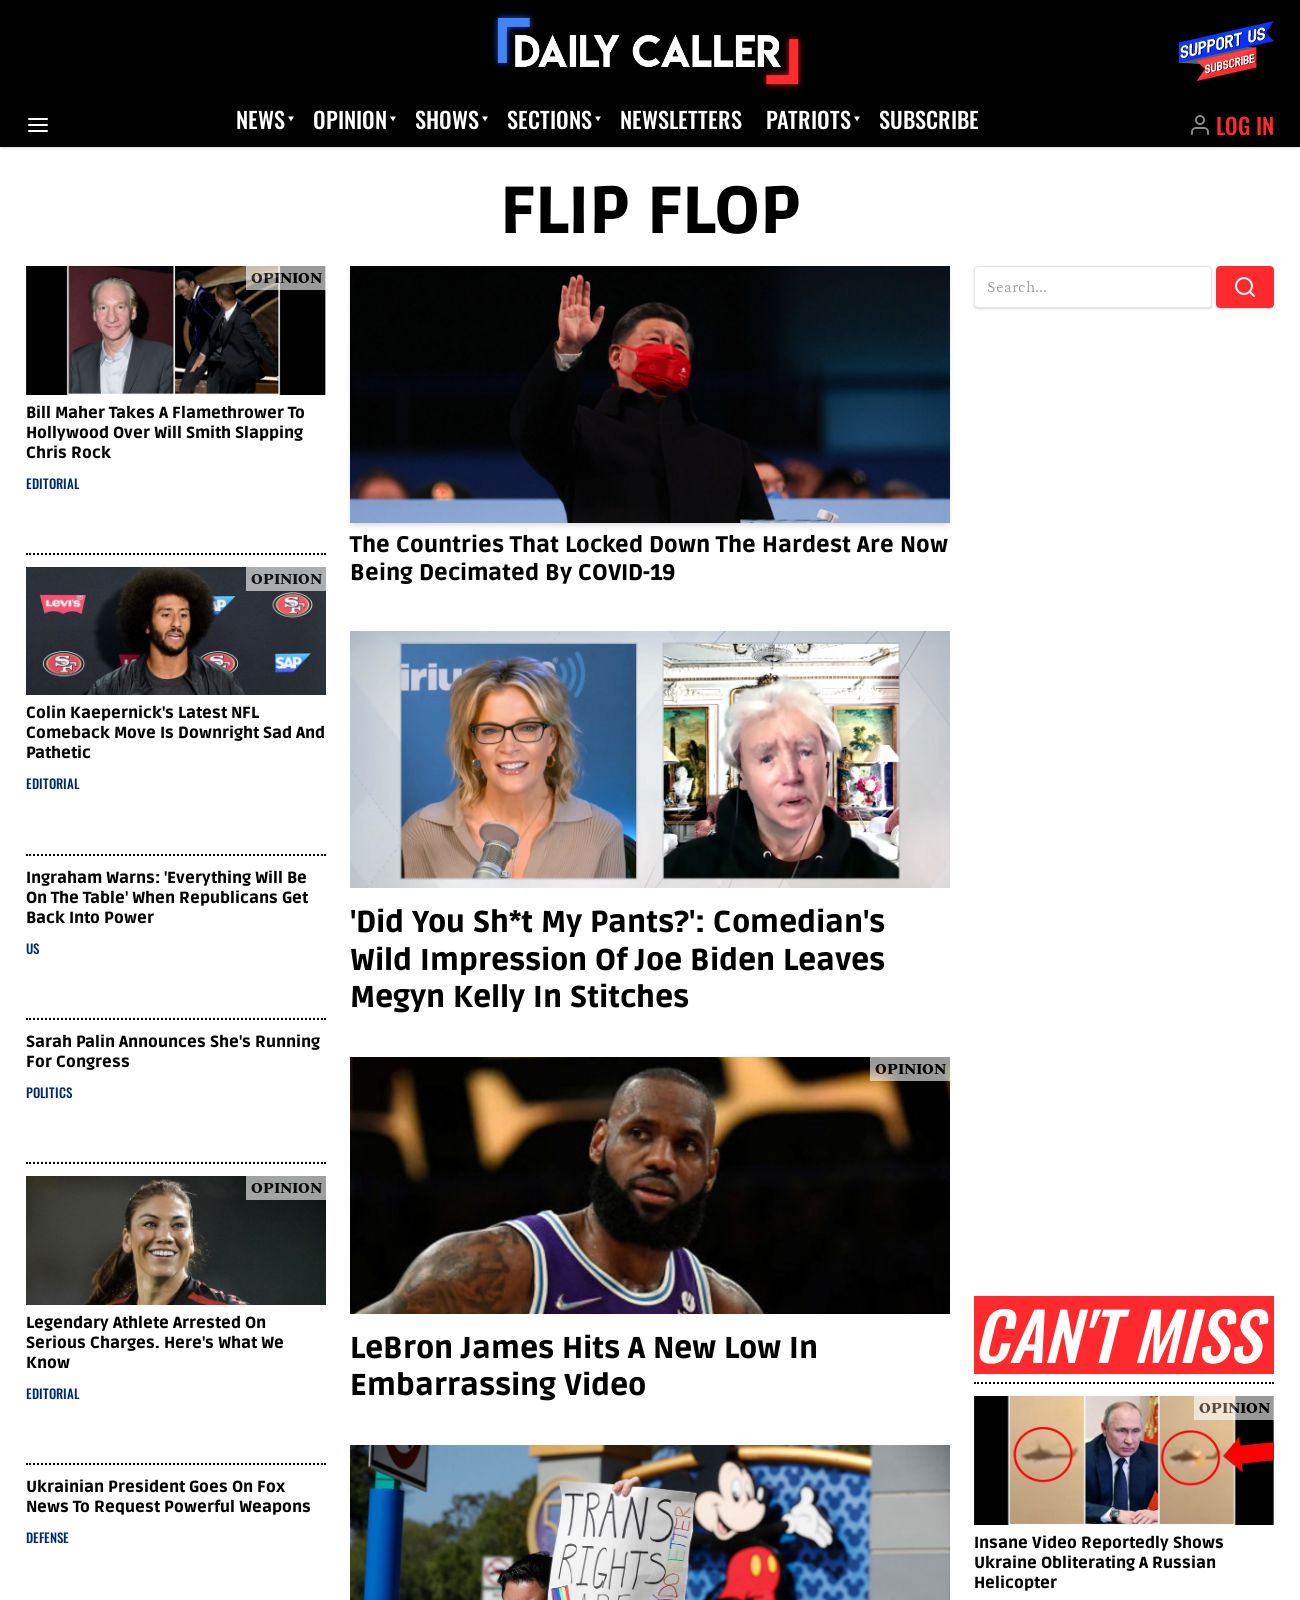 DAILY CALLER
SUPPORT US
SUBSCRIBE
NEWS
OPINION
SHOWS
SECTIONS
NEWSLETTERS
PATRIOTS
SUBSCRIBE
LOG IN
FLIP FLOP
OPINION
Bill Maher Takes A Flamethrower To
Hollywood Over Will Smith Slapping
Chris Rock
EDITORIAL
OPINION
LEVI'S
SAP
Colin Kaepernick's Latest NFL
Comeback Move Is Downright Sad And
Pathetic
EDITORIAL
Ingraham Warns: 'Everything Will Be
On The Table' When Republicans Get
Back Into Power
US
Sarah Palin Announces She's Running
For Congress
POLITICS
OPINION
Legendary Athlete Arrested On
Serious Charges. Here's What We
Know
EDITORIAL
Ukrainian President Goes On Fox
News To Request Powerful Weapons
DEFENSE
The Countries That Locked Down The Hardest Are Now
Being Decimated By COVID-19
'Did You Sh*t My Pants?': Comedian's
Wild Impression Of Joe Biden Leaves
Megyn Kelly In Stitches
OPINION
LeBron James Hits A New Low In
Embarrassing Video
TRANS
RIGHTS
ARE
Search...
CAN'T MISS
OPINION
Insane Video Reportedly Shows
Ukraine Obliterating A Russian
Helicopter